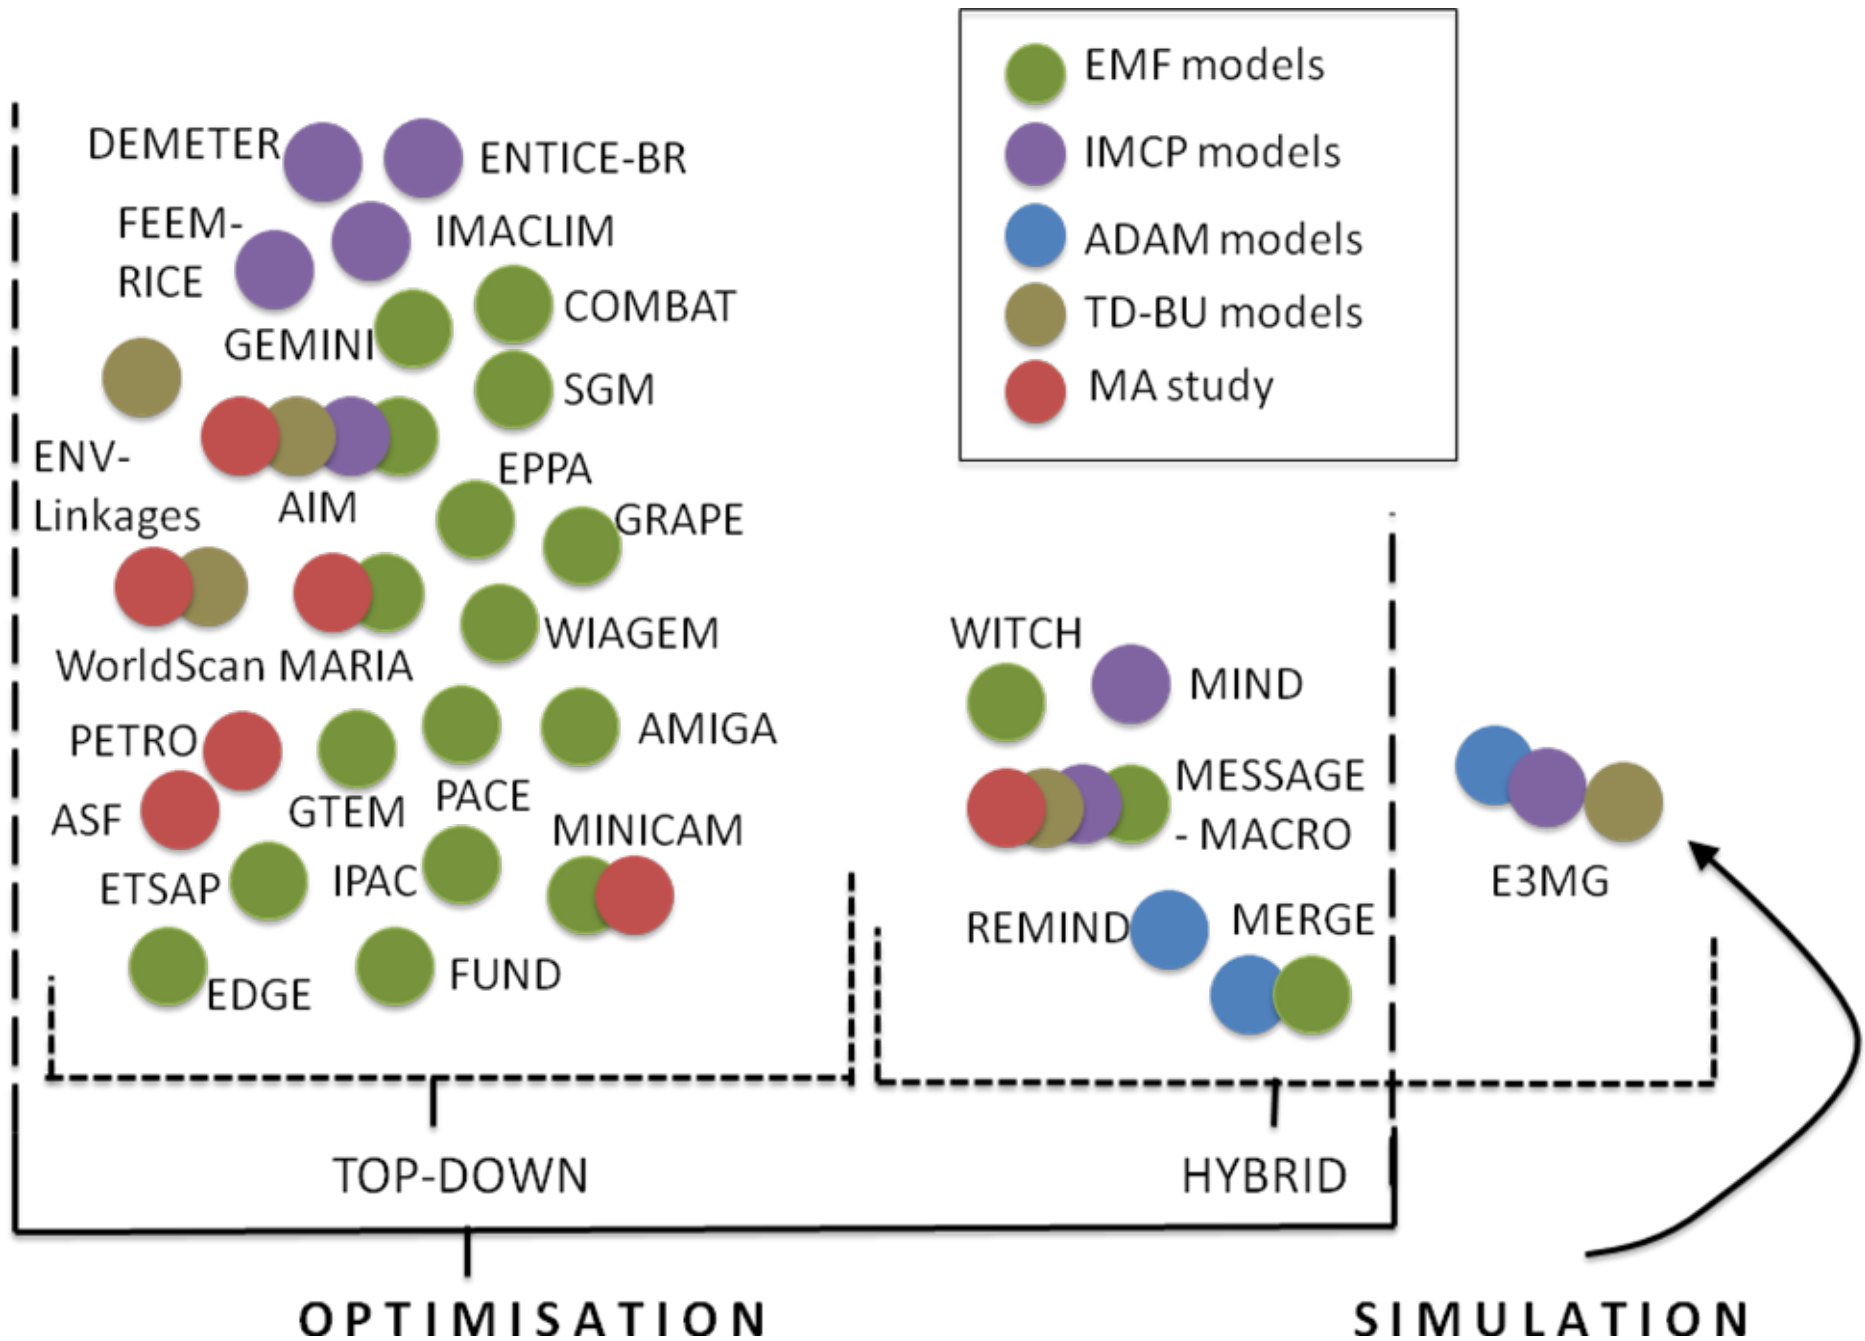 EMF models
IMCP models
ADAM models
TD-BU models
MA study
DEMETER
ENTICE-BR
FEEM-
RICE
IMACLIM
COMBAT
GEMINI
SGM
ENV-
Linkages
AIM
EPPA
GRAPE
WorldScan
MARIA
WIAGEM
PETRO
AMIGA
ASF
GTEM
PACE
MINICAM
ETSAP
IPAC
EDGE
FUND
WITCH
MIND
MESSAGE
- MACRO
REMIND
MERGE
E3MG
TOP-DOWN
HYBRID
OPTIMISATION
SIMULATION